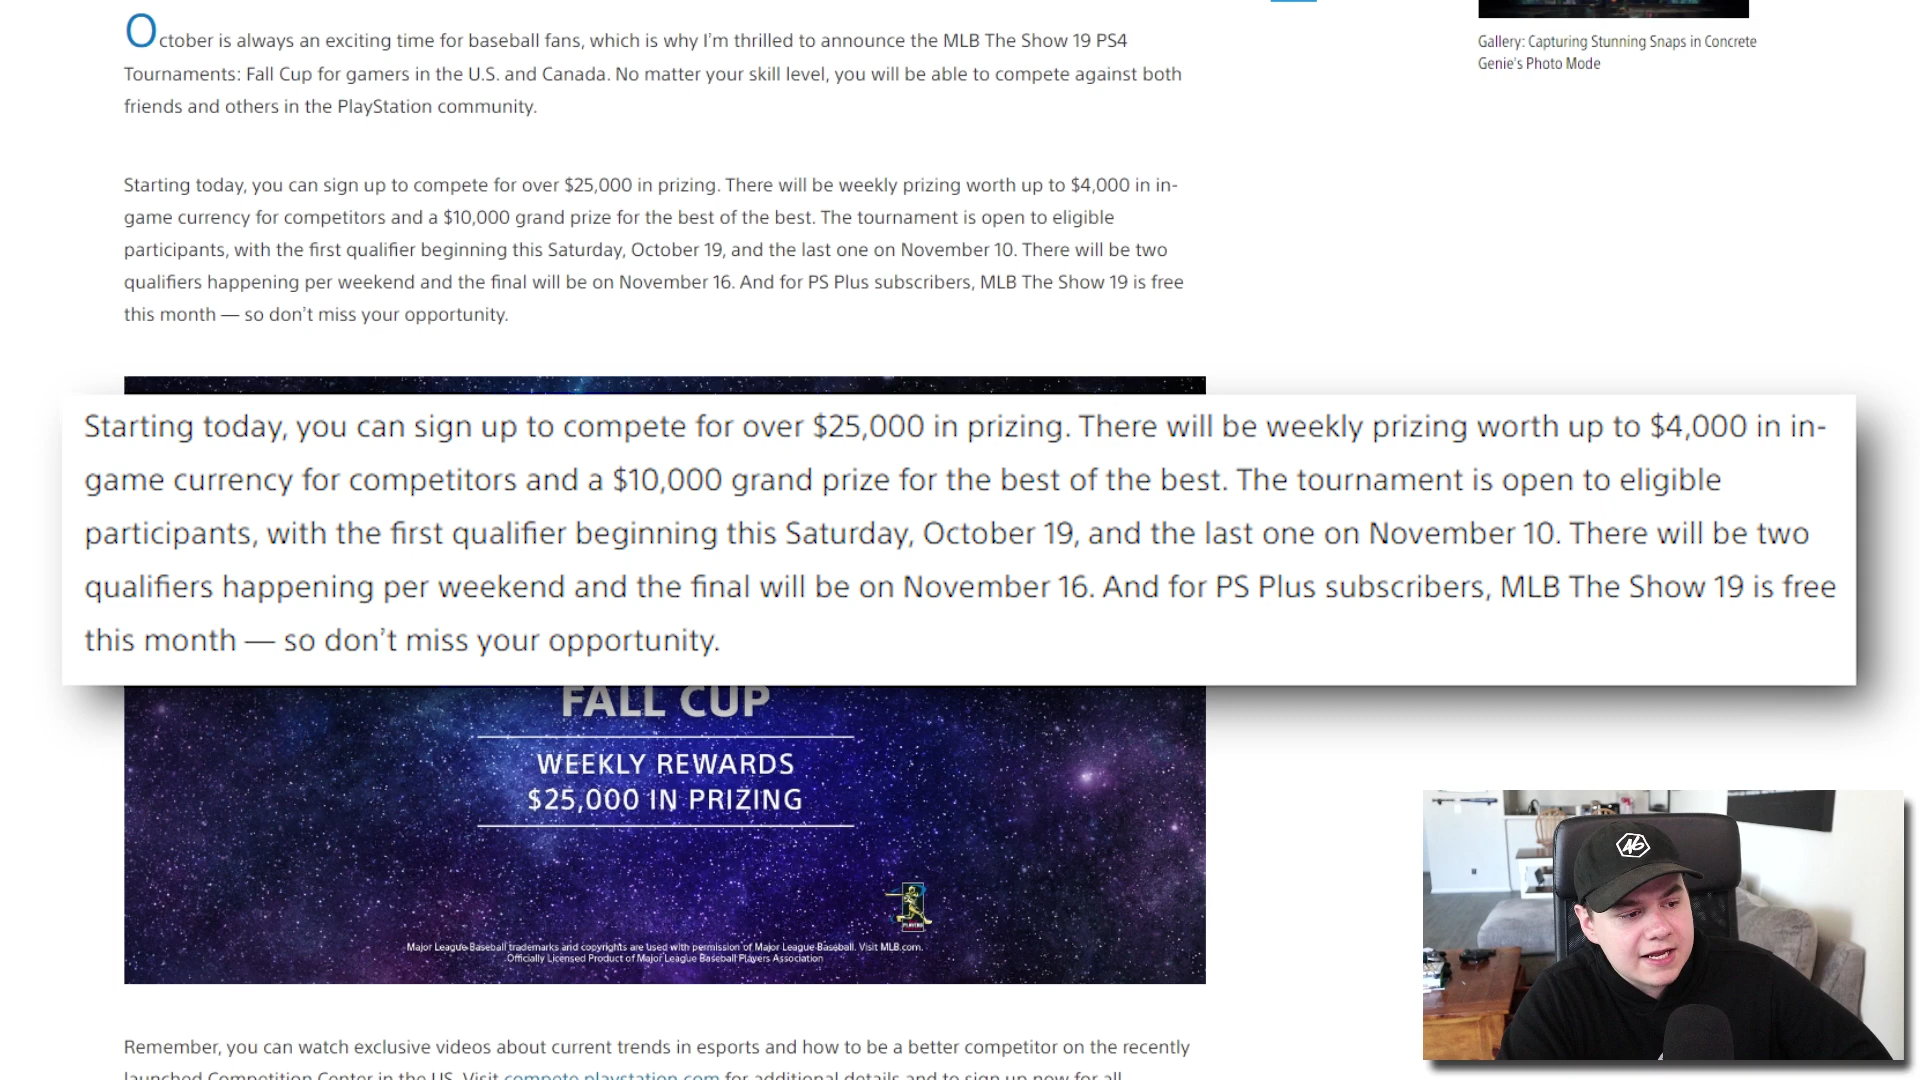 October is always an exciting time for baseball fans, which is why I'm thrilled to announce the MLB The Show 19 PS4
Tournaments: Fall Cup for gamers in the U.S. and Canada. No matter your skill level, you will be able to compete against both
friends and others in the PlayStation community.
Gallery: Capturing Stunning Snaps in Concrete
Genie's Photo Mode
Starting today, you can sign up to compete for over $25,000 in prizing. There will be weekly prizing worth up to $4,000 in in-
game currency for competitors and a $10,000 grand prize for the best of the best. The tournament is open to eligible
participants, with the first qualifier beginning this Saturday, October 19, and the last one on November 10. There will be two
qualifiers happening per weekend and the final will be on November 16. And for PS Plus subscribers, MLB The Show 19 is free
this month — so don't miss your opportunity.
Starting today, you can sign up to compete for over $25,000 in prizing. There will be weekly prizing worth up to $4,000 in in-
game currency for competitors and a $10,000 grand prize for the best of the best. The tournament is open to eligible
participants, with the first qualifier beginning this Saturday, October 19, and the last one on November 10. There will be two
qualifiers happening per weekend and the final will be on November 16. And for PS Plus subscribers, MLB The Show 19 is free
this month — so don't miss your opportunity.
FALL CUP
WEEKLY REWARDS
$25,000 IN PRIZING
PLAYERS
Major League Baseball trademarks and copyrights are used with permission of Major League Baseball. Visit MLB.com.
Officially Licensed Product of Major League Baseball Players Association
A6
Remember, you can watch exclusive videos about current trends in esports and how to be a better competitor on the recently
launched Competition Center in the US. Visit compete.playstation.com for additional details and to sign up now for all